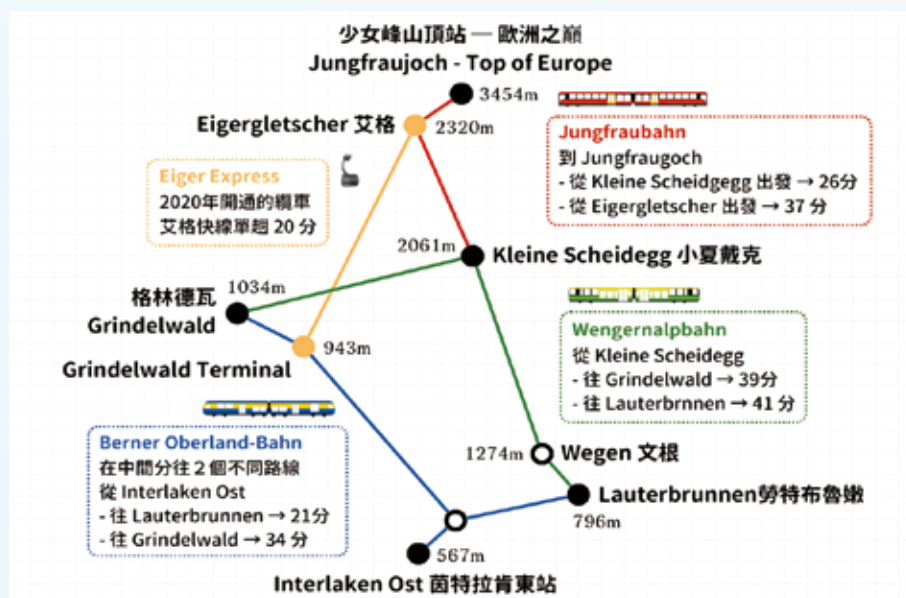 少女峰山頂站 — 歐洲之巔
Jungfraujoch - Top of Europe
3454m
Eigergletscher 艾格
2320m
Jungfraubahn
到 Jungfraugoch
- 從 Kleine Scheidgegg 出發 → 26分
- 從 Eigergletscher 出發 → 37 分
Eiger Express
2020年開通的纜車
艾格快線單趟 20 分
2061m
Kleine Scheidegg 小夏戴克
1034m
格林德瓦
Grindelwald
943m
Grindelwald Terminal
Wengernalpbahn
從 Kleine Scheidegg
- 往 Grindelwald → 39分
- 往 Lauterbrnnen → 41 分
Berner Oberland-Bahn
在中間分往２個不同路線
從 Interlaken Ost
- 往 Lauterbrunnen → 21分
- 往 Grindelwald → 34 分
1274m
Wegen 文根
Lauterbrunnen勞特布魯嫩
796m
567m
Interlaken Ost 茵特拉肯東站